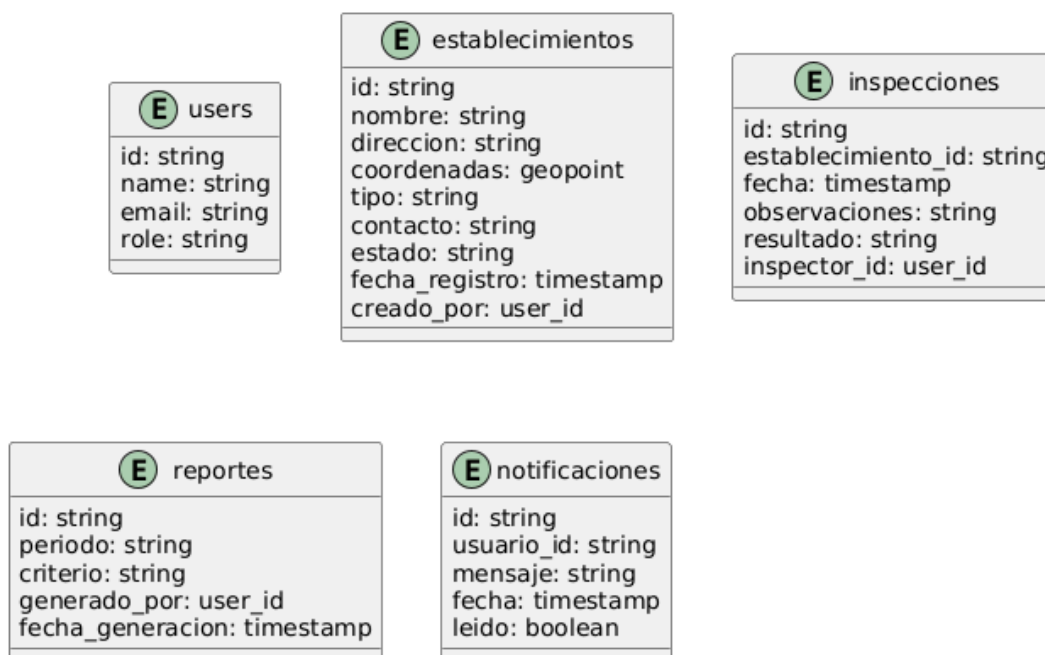 E users
id: string
name: string
email: string
role: string
E establecimientos
id: string
nombre: string
direccion: string
coordenadas: geopoint
tipo: string
contacto: string
estado: string
fecha_registro: timestamp
creado_por: user_id
E inspecciones
id: string
establecimiento_id: string
fecha: timestamp
observaciones: string
resultado: string
inspector_id: user_id
E reportes
id: string
periodo: string
criterio: string
generado_por: user_id
fecha_generacion: timestamp
E notificaciones
id: string
usuario_id: string
mensaje: string
fecha: timestamp
leido: boolean